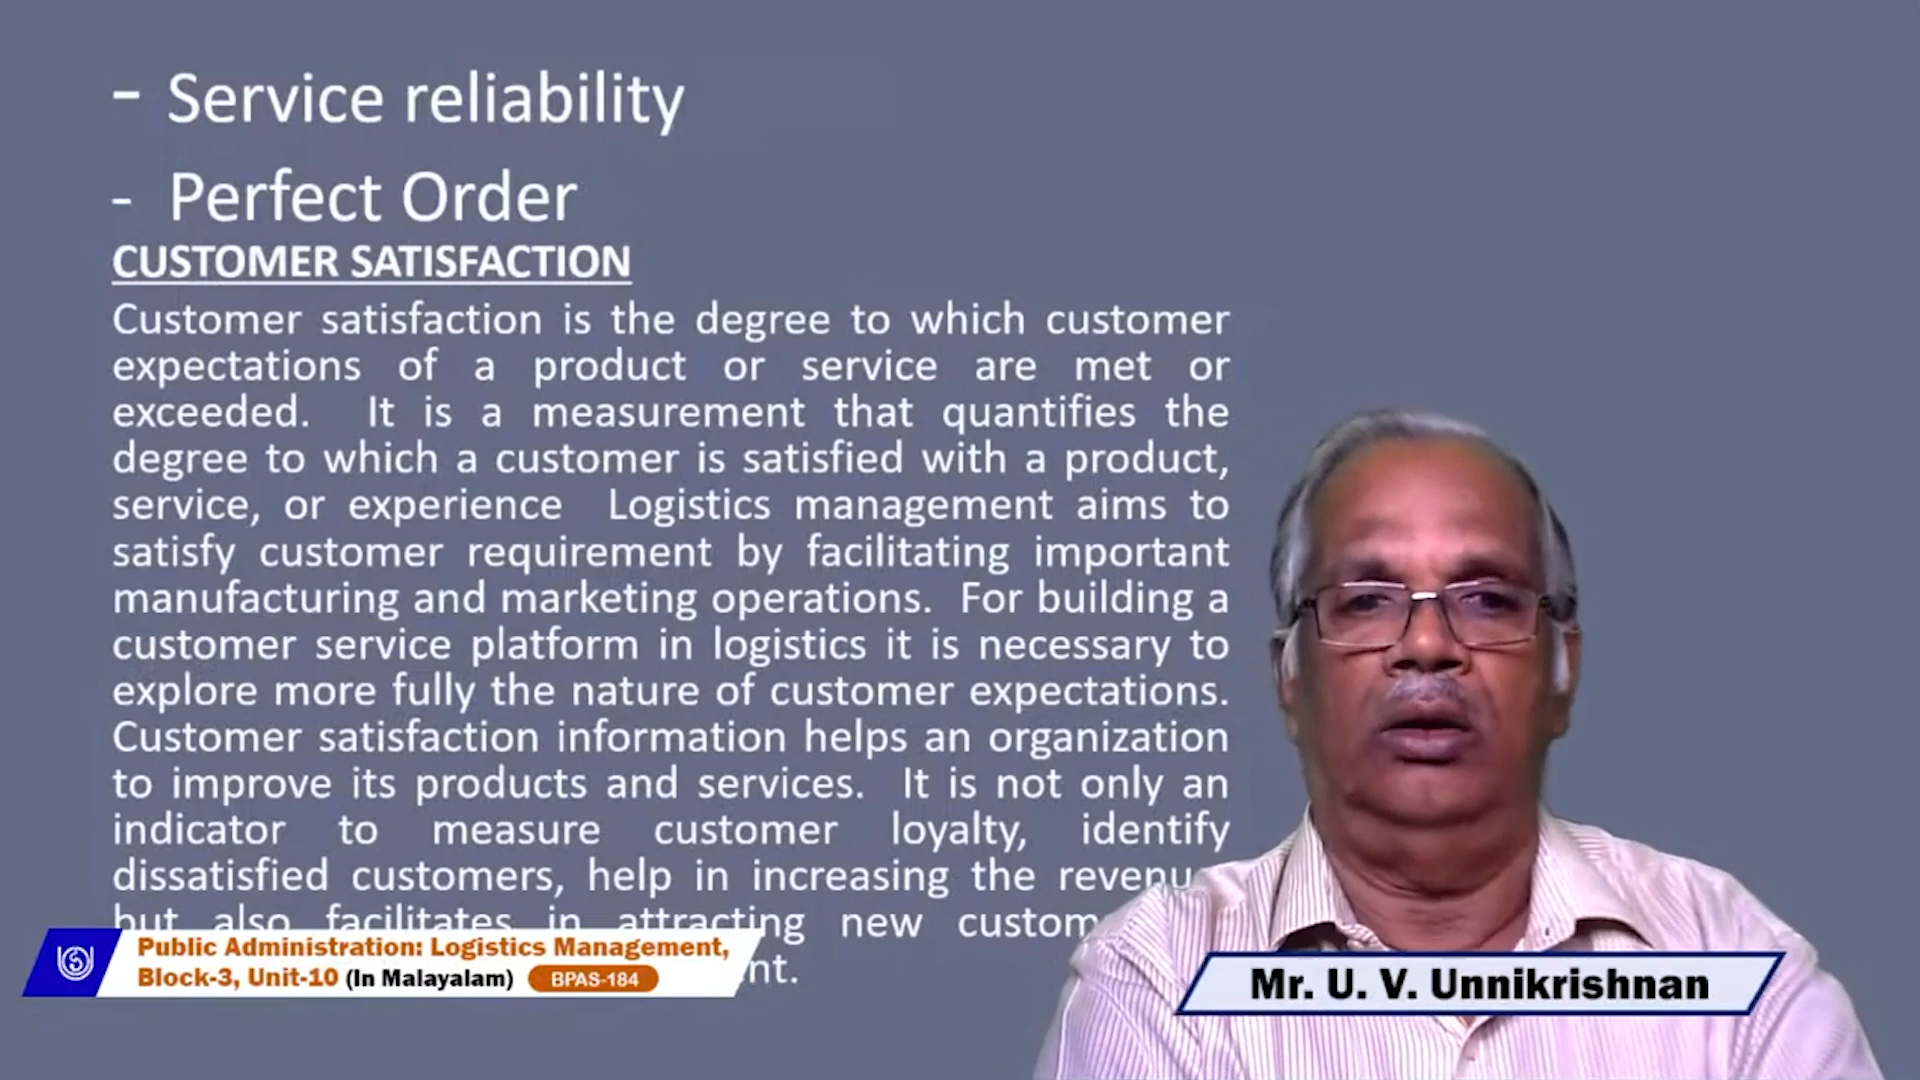 - Service reliability
- Perfect Order
CUSTOMER SATISFACTION
Customer satisfaction is the degree to which customer
expectations of a product or service are met or
exceeded. It is a measurement that quantifies the
degree to which a customer is satisfied with a product,
service, or experience Logistics management aims to
satisfy customer requirement by facilitating important
manufacturing and marketing operations. For building a
customer service platform in logistics it is necessary to
explore more fully the nature of customer expectations.
Customer satisfaction information helps an organization
to improve its products and services. It is not only an
indicator to measure customer loyalty, identify
dissatisfied customers, help in increasing the
but also facilitates in attracting new
Public Administration: Logistics Management,
Block-3, Unit-10 (In Malayalam) BPAS-184
Mr. U. V. Unnikrishnan